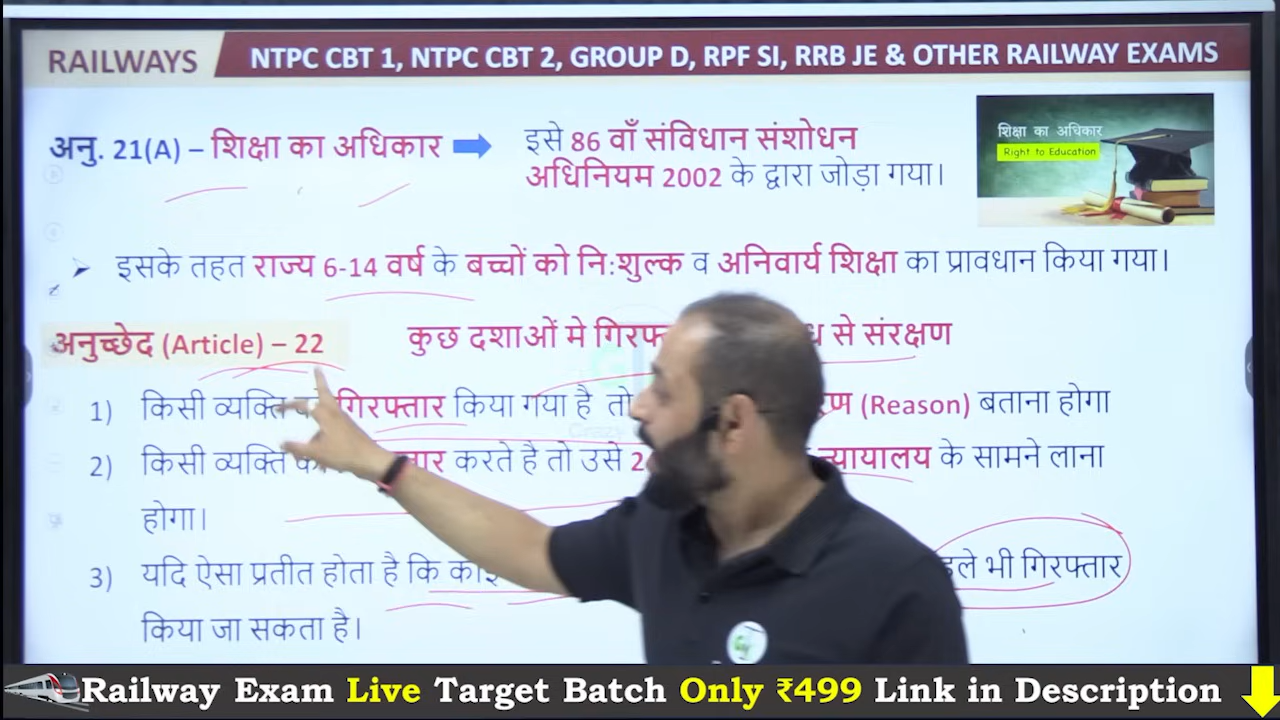 RAILWAYS
NTPC CBT 1, NTPC CBT 2, GROUP D, RPF SI, RRB JE & OTHER RAILWAY EXAMS
अनु. 21(A) – शिक्षा का अधिकार
इसे 86 वाँ संविधान संशोधन
अधिनियम 2002 के द्वारा जोड़ा गया।
शिक्षा का अधिकार
Right to Education
इसके तहत राज्य 6-14 वर्ष के बच्चों को नि:शुल्क व अनिवार्य शिक्षा का प्रावधान किया गया।
अनुच्छेद (Article) – 22
कुछ दशाओं मे से संरक्षण
1) किसी व्यक्ति गिरफ्तार किया गया है तो (Reason) बताना होगा
2) किसी व्यक्ति करते है तो उसे न्यायालय के सामने लाना
होगा।
3) यदि ऐसा प्रतीत होता है कि भी गिरफ्तार
किया जा सकता है।
Railway Exam Live Target Batch Only ₹499 Link in Description